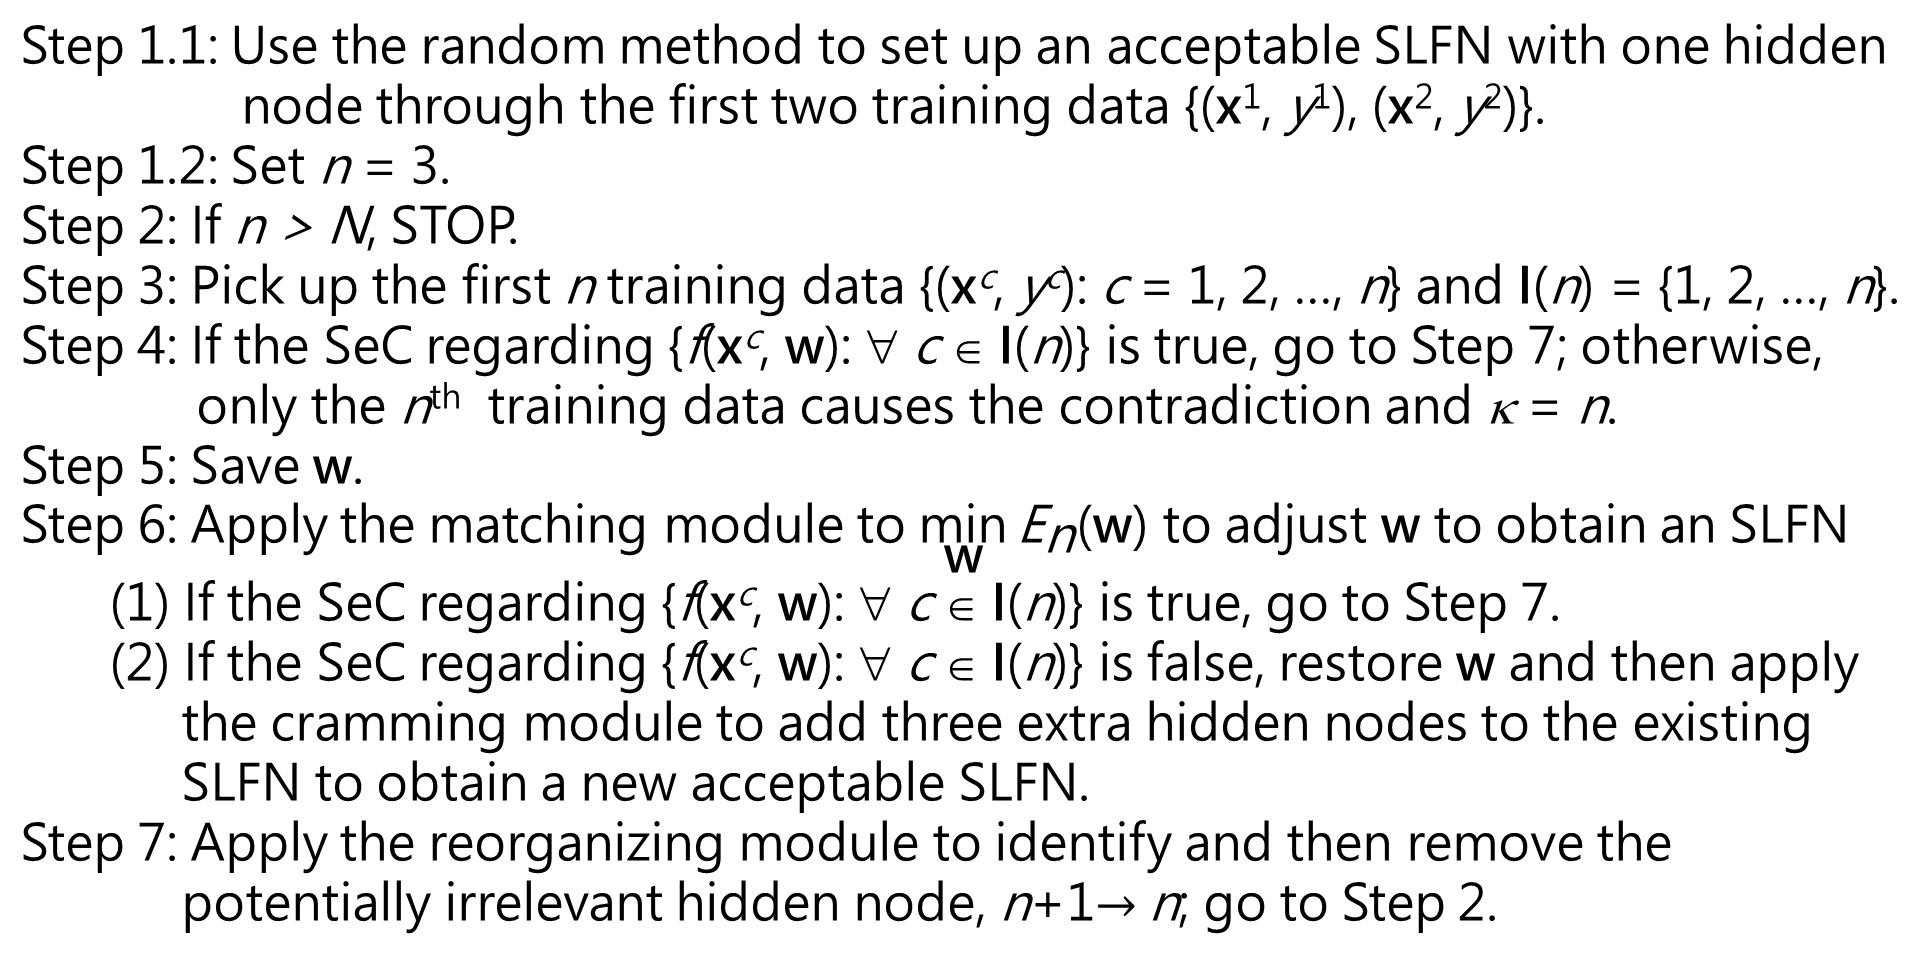 Step 1.1: Use the random method to set up an acceptable SLFN with one hidden
node through the first two training data {(x¹, y¹), (x², y²)}.
Step 1.2: Set n = 3.
Step 2: If n > N, STOP.
Step 3: Pick up the first n training data {(xᶜ, yᶜ): c = 1, 2, ..., n} and I(n) = {1, 2, ..., n}.
Step 4: If the SeC regarding {f(xᶜ, w): ∀ c ∈ I(n)} is true, go to Step 7; otherwise,
only the nᵗʰ training data causes the contradiction and κ = n.
Step 5: Save w.
Step 6: Apply the matching module to min Eₙ(w) to adjust w to obtain an SLFN
w
(1) If the SeC regarding {f(xᶜ, w): ∀ c ∈ I(n)} is true, go to Step 7.
(2) If the SeC regarding {f(xᶜ, w): ∀ c ∈ I(n)} is false, restore w and then apply
the cramming module to add three extra hidden nodes to the existing
SLFN to obtain a new acceptable SLFN.
Step 7: Apply the reorganizing module to identify and then remove the
potentially irrelevant hidden node, n+1→ n; go to Step 2.